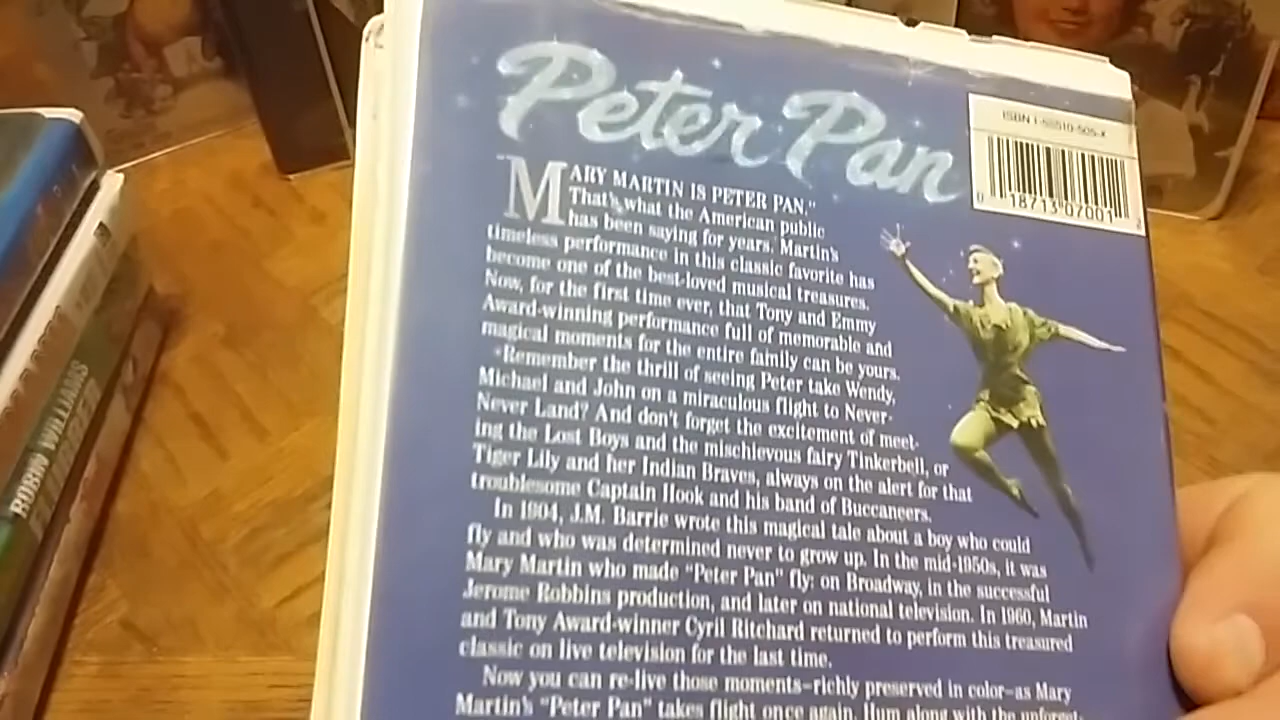 Peter Pan
ISBN 1-55510-505-X
0 18713-07001 2
MARY MARTIN IS PETER PAN."
That's what the American public
has been saying for years. Martin's
timeless performance in this classic favorite has
become one of the best-loved musical treasures.
Now, for the first time ever, that Tony and Emmy
Award-winning performance full of memorable and
magical moments for the entire family can be yours.
Remember the thrill of seeing Peter take Wendy,
Michael and John on a miraculous flight to Never-
Never Land? And don't forget the excitement of meet-
ing the Lost Boys and the mischievous fairy Tinkerbell, or
Tiger Lily and her Indian Braves, always on the alert for that
troublesome Captain Hook and his band of Buccaneers.
In 1904, J.M. Barrie wrote this magical tale about a boy who could
fly and who was determined never to grow up. In the mid-1950s, it was
Mary Martin who made "Peter Pan" fly; on Broadway, in the successful
Jerome Robbins production, and later on national television. In 1960, Martin
and Tony Award-winner Cyril Ritchard returned to perform this treasured
classic on live television for the last time.
Now you can re-live those moments–richly preserved in color–as Mary
Martin's "Peter Pan" takes flight once again. Hum along with the unforget-
ROBIN WILLIAMS
FLUBBER